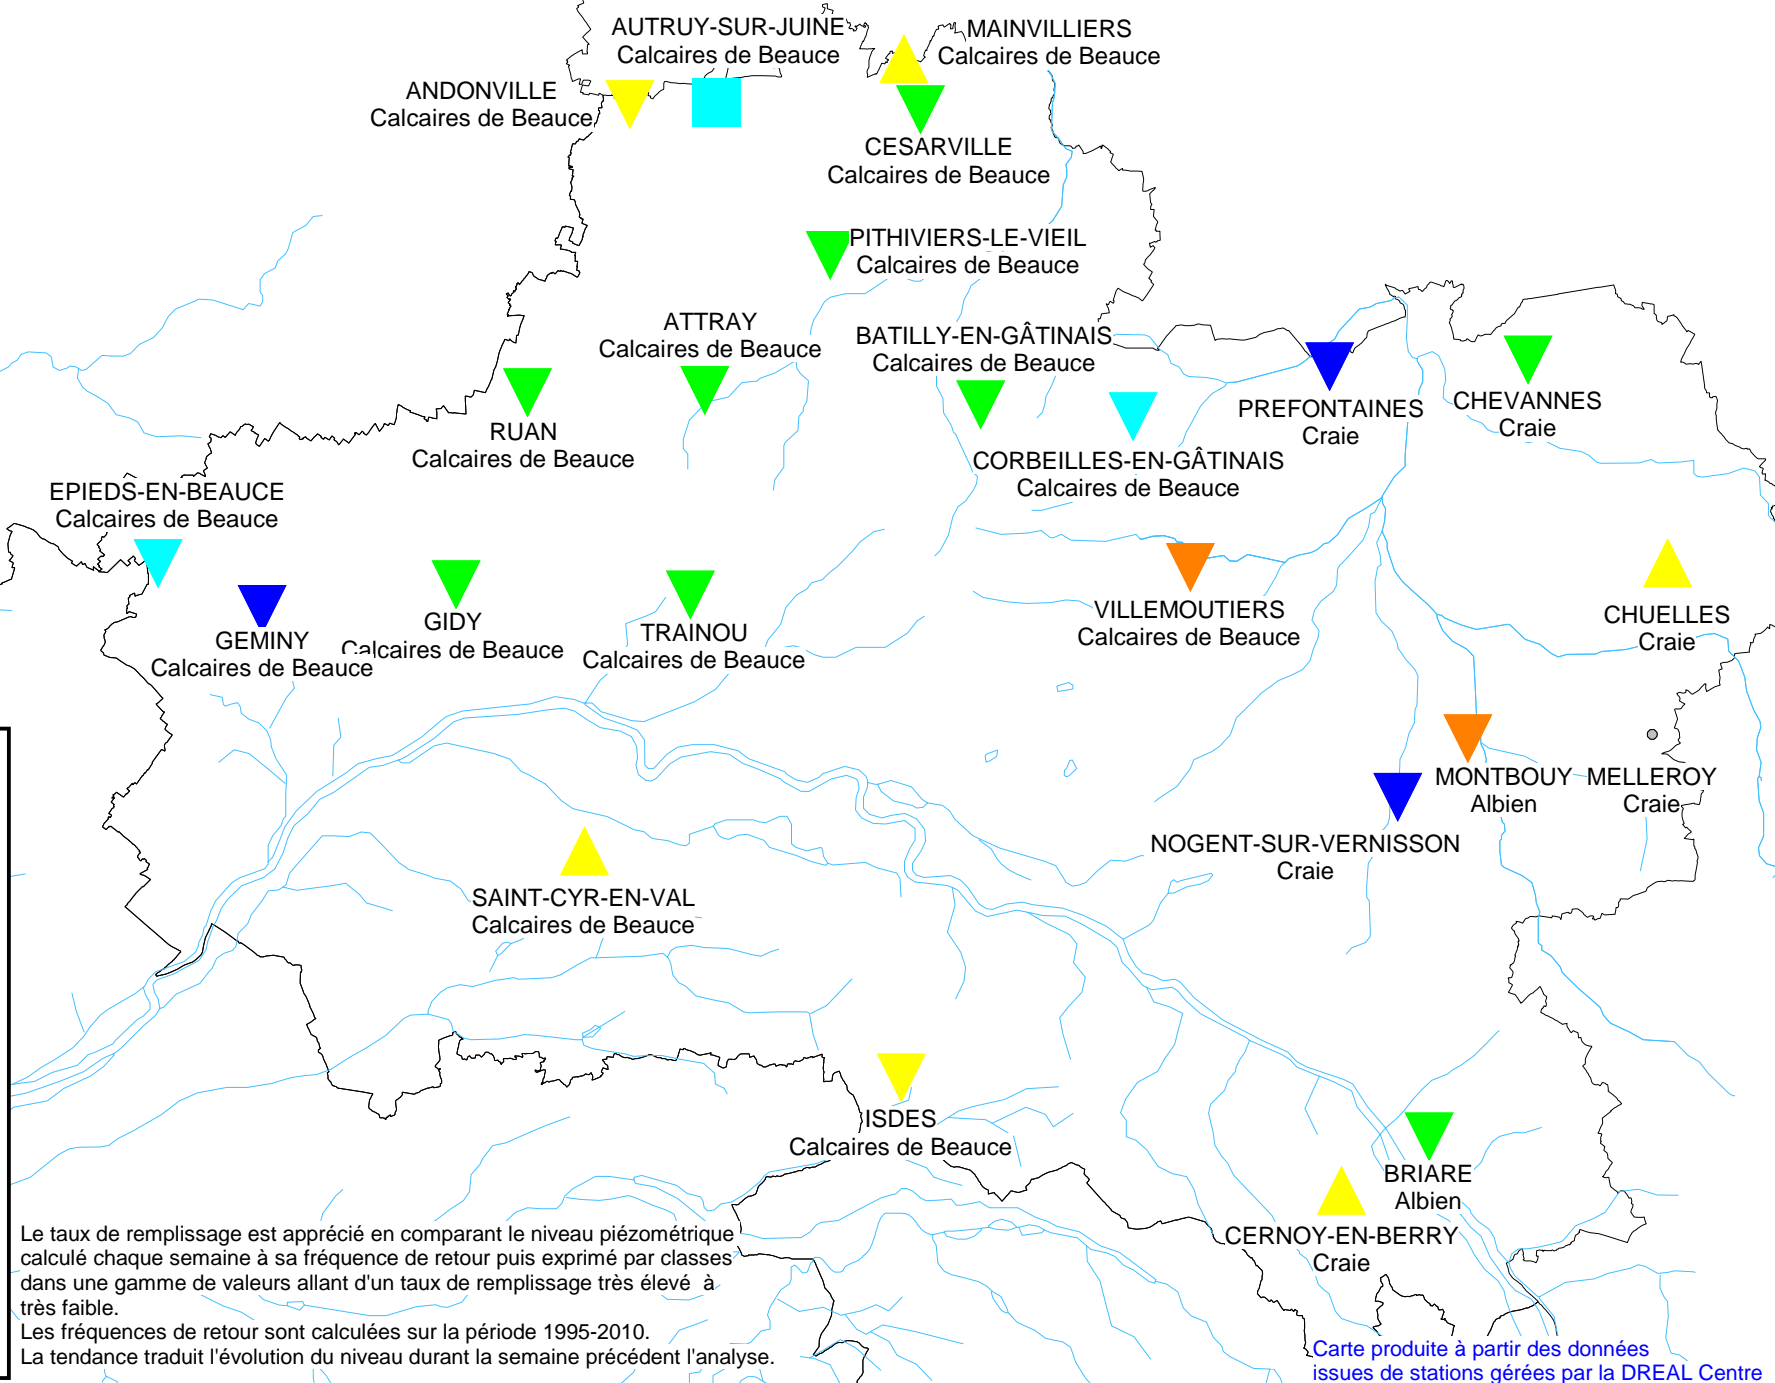 AUTRUY-SUR-JUINE
Calcaires de Beauce
MAINVILLIERS
Calcaires de Beauce
ANDONVILLE
Calcaires de Beauce
CESARVILLE
Calcaires de Beauce
PITHIVIERS-LE-VIEIL
Calcaires de Beauce
ATTRAY
Calcaires de Beauce
BATILLY-EN-GÂTINAIS
Calcaires de Beauce
RUAN
Calcaires de Beauce
PREFONTAINES
Craie
CHEVANNES
Craie
CORBEILLES-EN-GÂTINAIS
Calcaires de Beauce
EPIEDS-EN-BEAUCE
Calcaires de Beauce
GEMINY
Calcaires de Beauce
GIDY
Calcaires de Beauce
TRAINOU
Calcaires de Beauce
VILLEMOUTIERS
Calcaires de Beauce
CHUELLES
Craie
MONTBOUY
Albien
MELLEROY
Craie
NOGENT-SUR-VERNISSON
Craie
SAINT-CYR-EN-VAL
Calcaires de Beauce
ISDES
Calcaires de Beauce
BRIARE
Albien
CERNOY-EN-BERRY
Craie
Le taux de remplissage est apprécié en comparant le niveau piézométrique
calculé chaque semaine à sa fréquence de retour puis exprimé par classes
dans une gamme de valeurs allant d'un taux de remplissage très élevé à
très faible.
Les fréquences de retour sont calculées sur la période 1995-2010.
La tendance traduit l'évolution du niveau durant la semaine précédent l'analyse.
Carte produite à partir des données
issues de stations gérées par la DREAL Centre